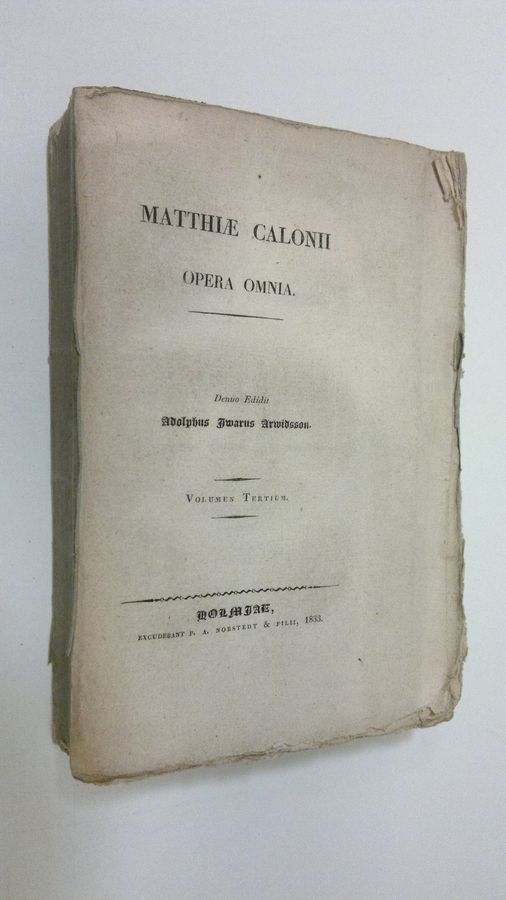 MATTHIÆ CALONII
OPERA OMNIA.
Denuo Edidit
Adolphus Iwarus Arwidsson.
VOLUMEN TERTIUM.
HOLMIAE,
EXCUDEBANT P. A. NORSTEDT & FILII, 1833.